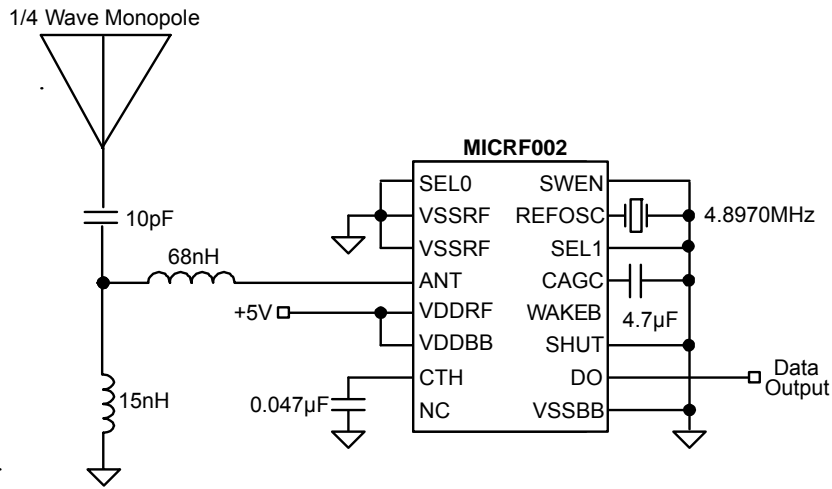 1/4 Wave Monopole
10pF
68nH
15nH
+5V
0.047µF
MICRF002
SEL0
VSSRF
VSSRF
ANT
VDDRF
VDDBB
CTH
NC
SWEN
REFOSC
SEL1
CAGC
WAKEB
SHUT
DO
VSSBB
4.8970MHz
4.7µF
Data
Output